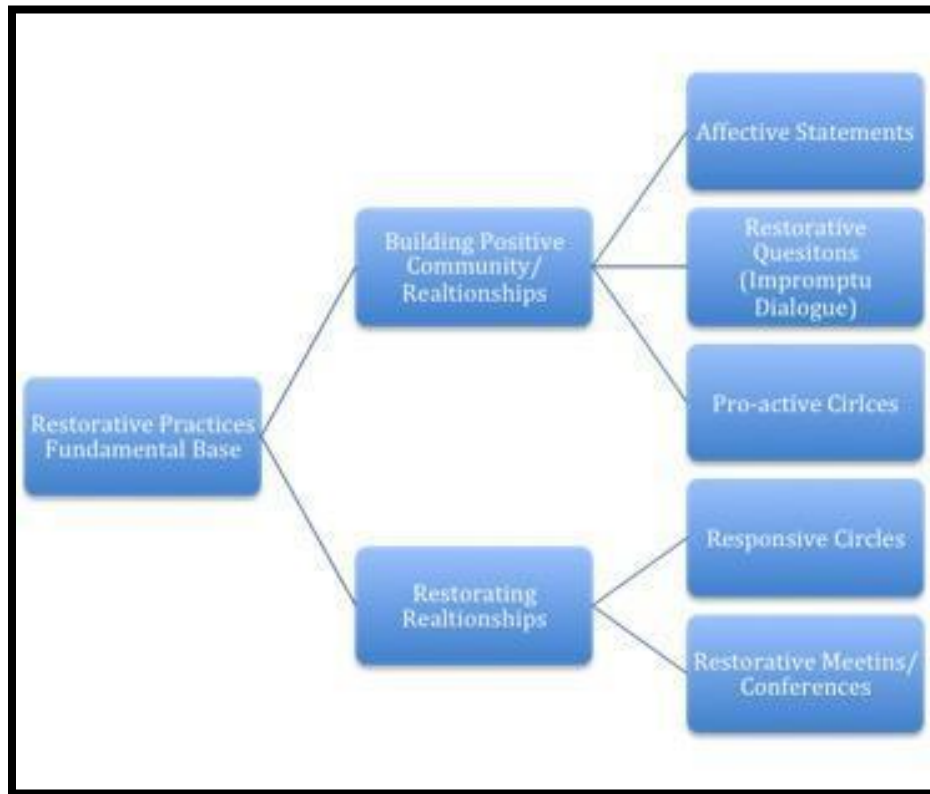 Restorative Practices
Fundamental Base
Building Positive
Community/
Realtionships
Affective Statements
Restorative
Quesitons
(Impromptu
Dialogue)
Pro-active Cirlces
Restorating
Realtionships
Responsive Circles
Restorative Meetins/
Conferences